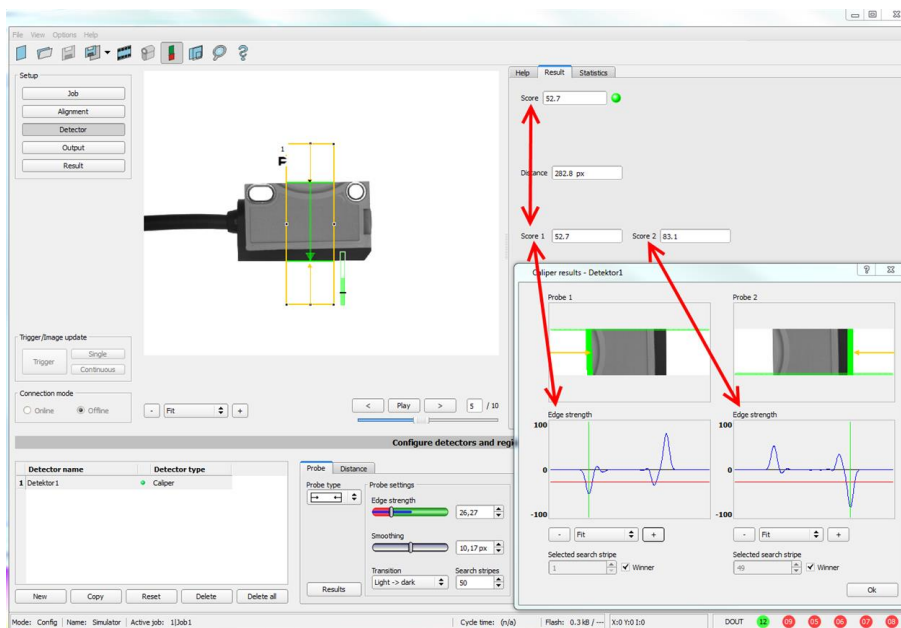 File View Options Help
Setup
Job
Alignment
Detector
Output
Result
Trigger/Image update
Trigger
Single
Continuous
Connection mode
Online
Offline
1
P
- Fit +
< Play > 5 / 10
Help Result Statistics
Score 52.7
Distance 282.8 px
Score 1 52.7 Score 2 83.1
Caliper results - Detektor1
Probe 1 Probe 2
Edge strength Edge strength
100 100
0 0
-100 -100
- Fit + - Fit +
Selected search stripe Selected search stripe
1 Winner 49 Winner
Ok
Configure detectors and regi
Detector name Detector type
1 Detektor1 Caliper
New Copy Reset Delete Delete all
Probe Distance
Probe type
Probe settings
Edge strength
26,27
Smoothing
10,17 px
Transition Search stripes
Light -> dark 50
Results
Mode: Config Name: Simulator Active job: 1|Job1 Cycle time: (n/a) Flash: 0.3 kB / --- X:0 Y:0 I:0 DOUT 12 09 05 06 07 08